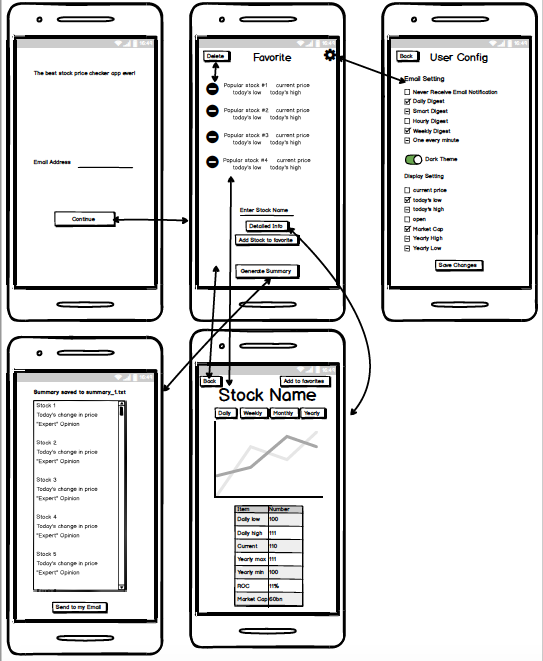 The best stock price checker app ever!
Email Address
Continue
Delete
Favorite
Popular stock #1 current price
today's low today's high
Popular stock #2 current price
today's low today's high
Popular stock #3 current price
today's low today's high
Popular stock #4 current price
today's low today's high
Enter Stock Name
Detailed Info
Add Stock to favorite
Generate Summary
Back
User Config
Email Setting
Never Receive Email Notification
Daily Digest
Smart Digest
Hourly Digest
Weekly Digest
One every minute
Dark Theme
Display Setting
current price
today's low
today's high
open
Market Cap
Yearly High
Yearly Low
Save Changes
Summary saved to summary_1.txt
Stock 1
Today's change in price
"Expert" Opinion
Stock 2
Today's change in price
"Expert" Opinion
Stock 3
Today's change in price
"Expert" Opinion
Stock 4
Today's change in price
"Expert" Opinion
Stock 5
Today's change in price
"Expert" Opinion
Send to my Email
Back
Add to favorites
Stock Name
Daily Weekly Monthly Yearly
Item Number
Daily low 100
Daily high 111
Current 110
Yearly max 111
Yearly min 100
ROC 11%
Market Cap 60bn